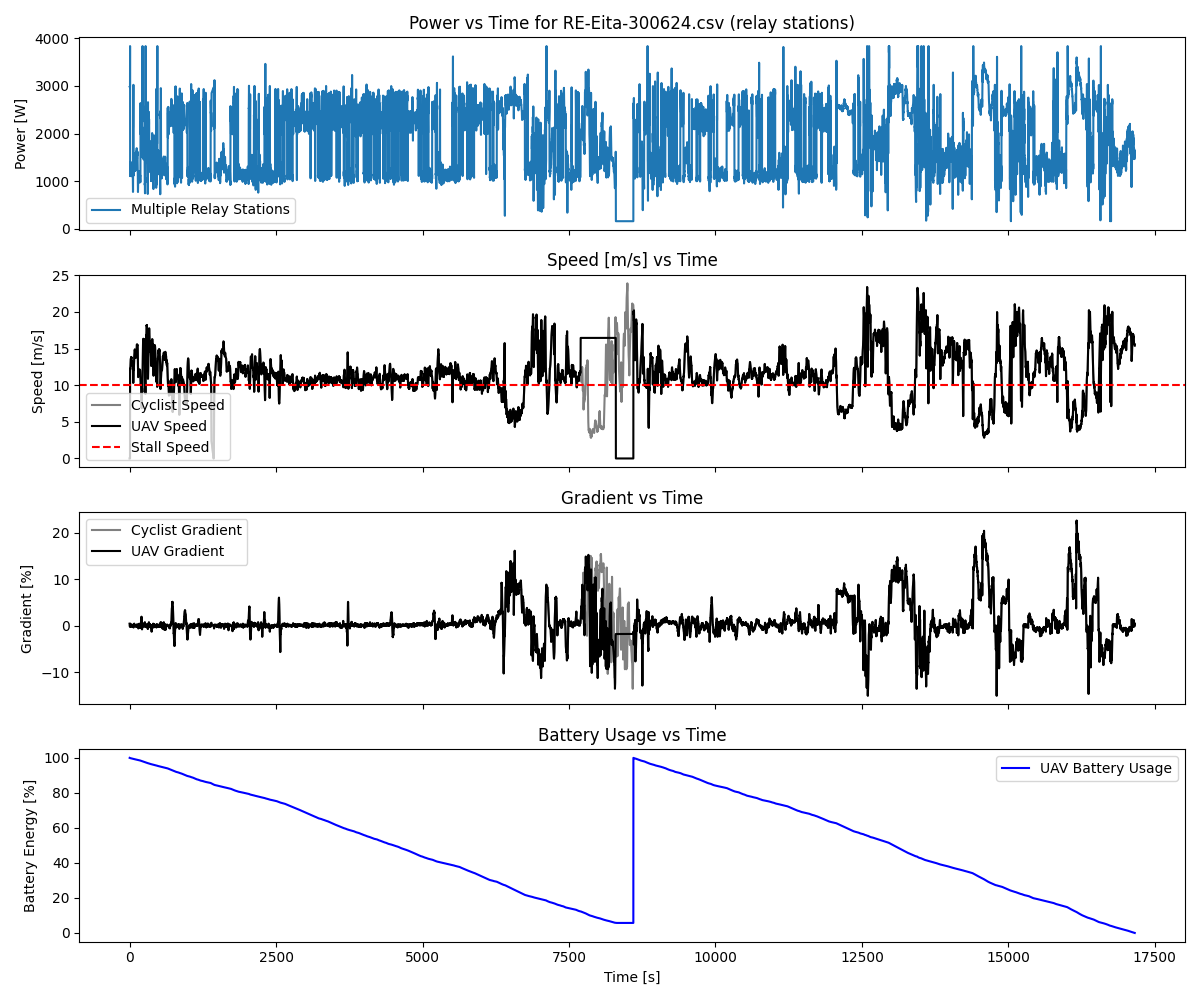 Power vs Time for RE-Eita-300624.csv (relay stations)
4000
3000
2000
1000
0
Power [W]
Multiple Relay Stations
Speed [m/s] vs Time
25
20
15
10
5
0
Speed [m/s]
Cyclist Speed
UAV Speed
Stall Speed
Gradient vs Time
20
10
0
−10
Gradient [%]
Cyclist Gradient
UAV Gradient
Battery Usage vs Time
100
80
60
40
20
0
Battery Energy [%]
UAV Battery Usage
0 2500 5000 7500 10000 12500 15000 17500
Time [s]